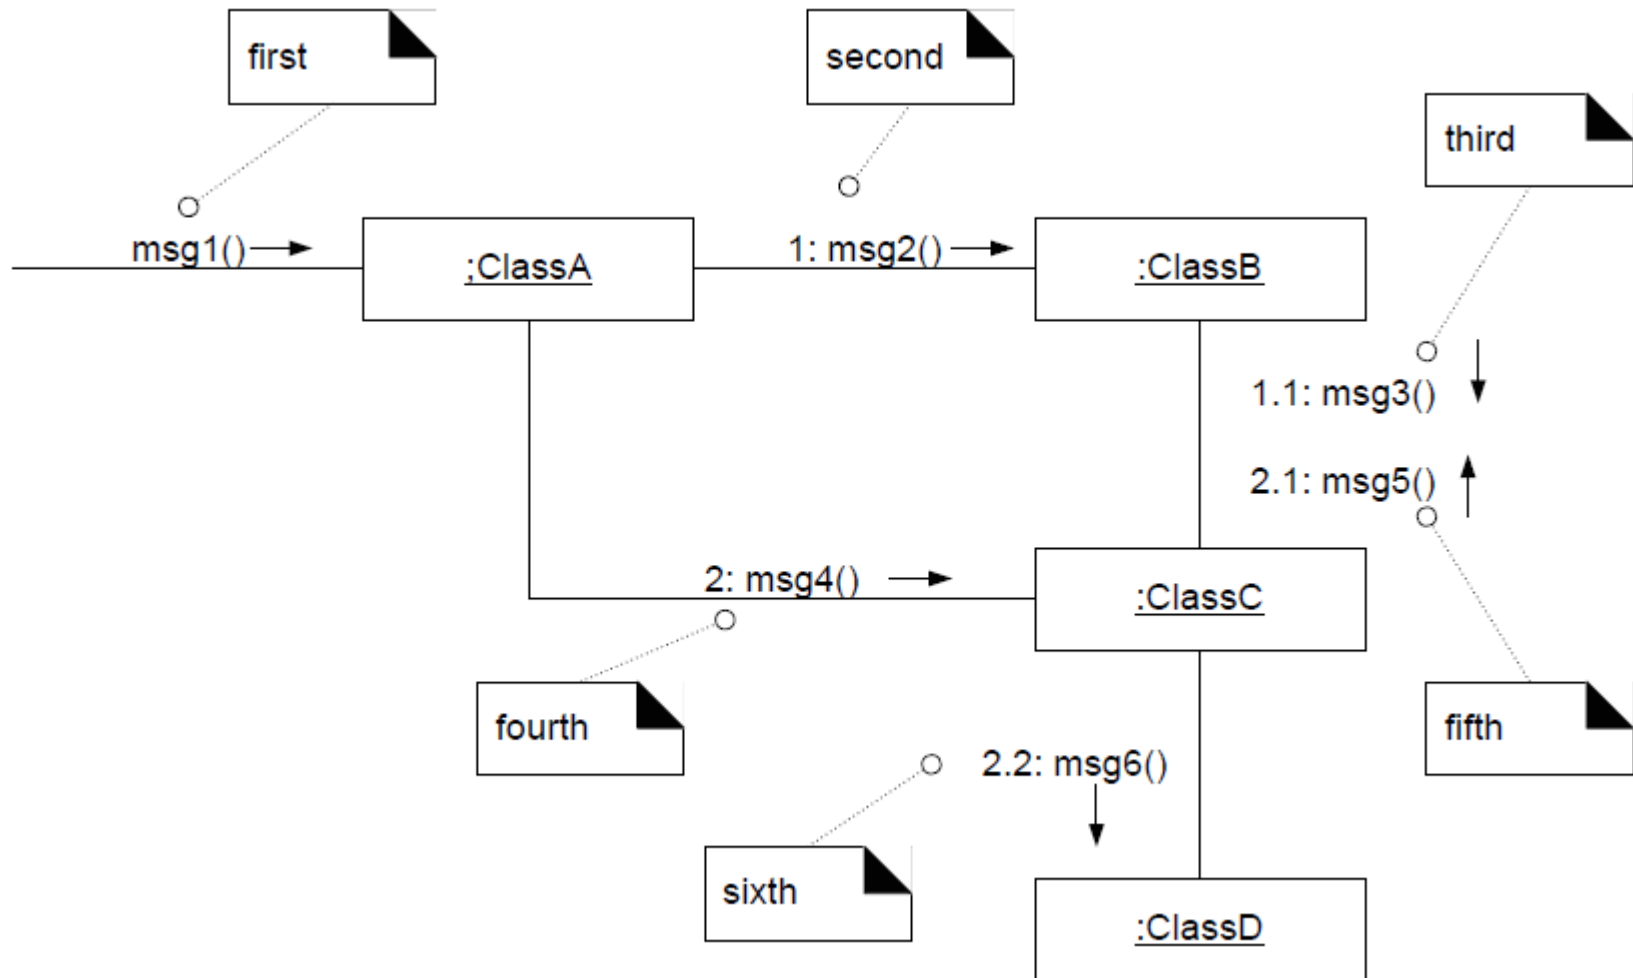 first
second
third
msg1()
;ClassA
1: msg2()
:ClassB
1.1: msg3()
2.1: msg5()
2: msg4()
:ClassC
fourth
fifth
2.2: msg6()
sixth
:ClassD